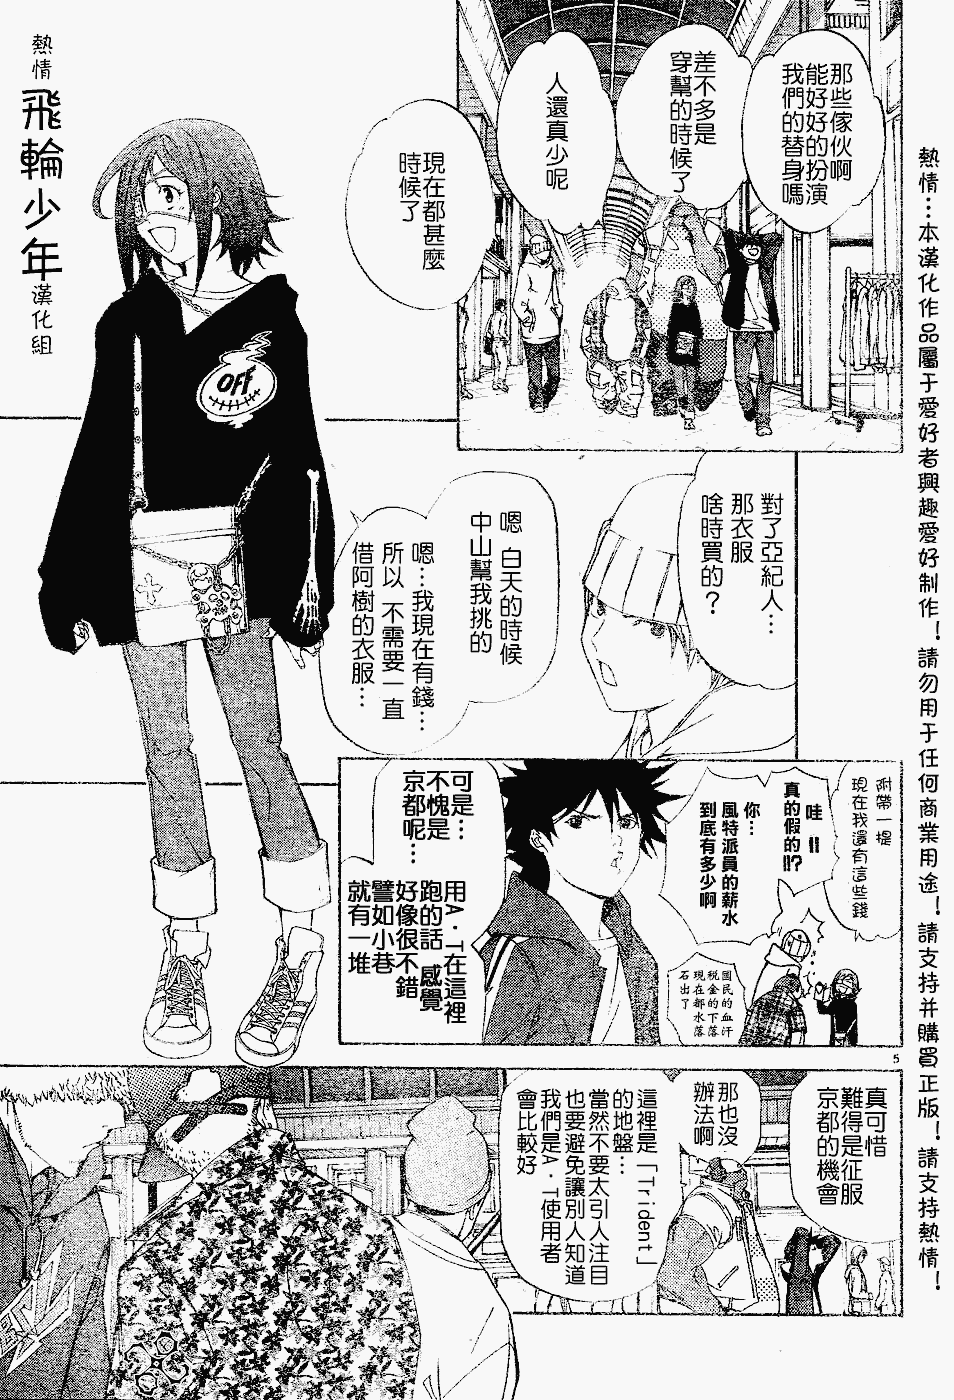 那些傢伙啊
能好好的扮演
我們的替身嗎
差不多是
穿幫的時候了
人還真少呢
現在都甚麼
時候了
OFF
對了亞紀人…
那衣服
啥時買的？
嗯 白天的時候
中山幫我挑的
嗯…我現在有錢…
所以 不需要一直
借阿樹的衣服…
附帶一提
現在我還有這些錢
哇!!
真的假的!!?
你…
風特派員的薪水
到底有多少啊
國民的血汗
税金的下落
現在都水落
石出了
可是…
不愧是
京都呢…
用A・T在這裡
跑的話 感覺
好像很不錯
譬如小巷
就有一堆
5
真可惜
難得是征服
京都的機會
那也沒
辦法啊
這裡是「Trident」
的地盤…
當然不要太引人注目
也要避免讓別人知道
我們是A・T使用者
會比較好
熱情飛輪少年漢化組
熱情…本漢化作品屬于愛好者興趣愛好制作！請勿用于任何商業用途！請支持并購買正版！請支持熱情！